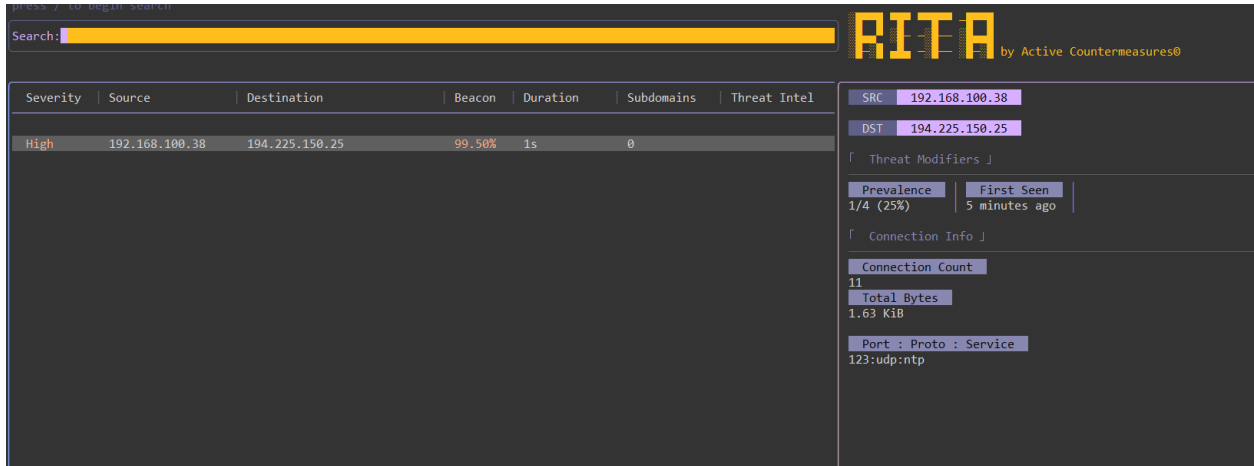 press / to begin search
Search:
RITA
by Active Countermeasures©
Severity Source Destination Beacon Duration Subdomains Threat Intel
High 192.168.100.38 194.225.150.25 99.50% 1s 0
SRC 192.168.100.38
DST 194.225.150.25
「 Threat Modifiers 」
Prevalence First Seen
1/4 (25%) 5 minutes ago
「 Connection Info 」
Connection Count
11
Total Bytes
1.63 KiB
Port : Proto : Service
123:udp:ntp